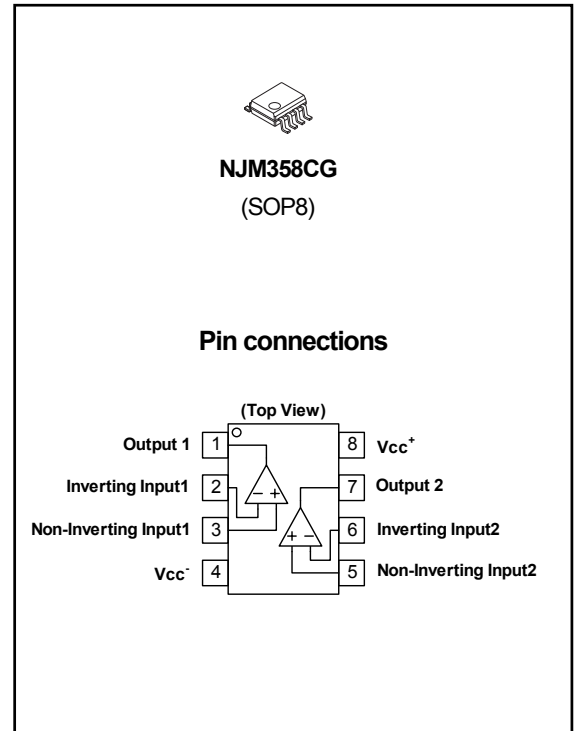 NJM358CG
(SOP8)
Pin connections
(Top View)
Output 1 1 8 Vcc⁺
Inverting Input1 2 − + 7 Output 2
Non-Inverting Input1 3 + − 6 Inverting Input2
Vcc⁻ 4 5 Non-Inverting Input2